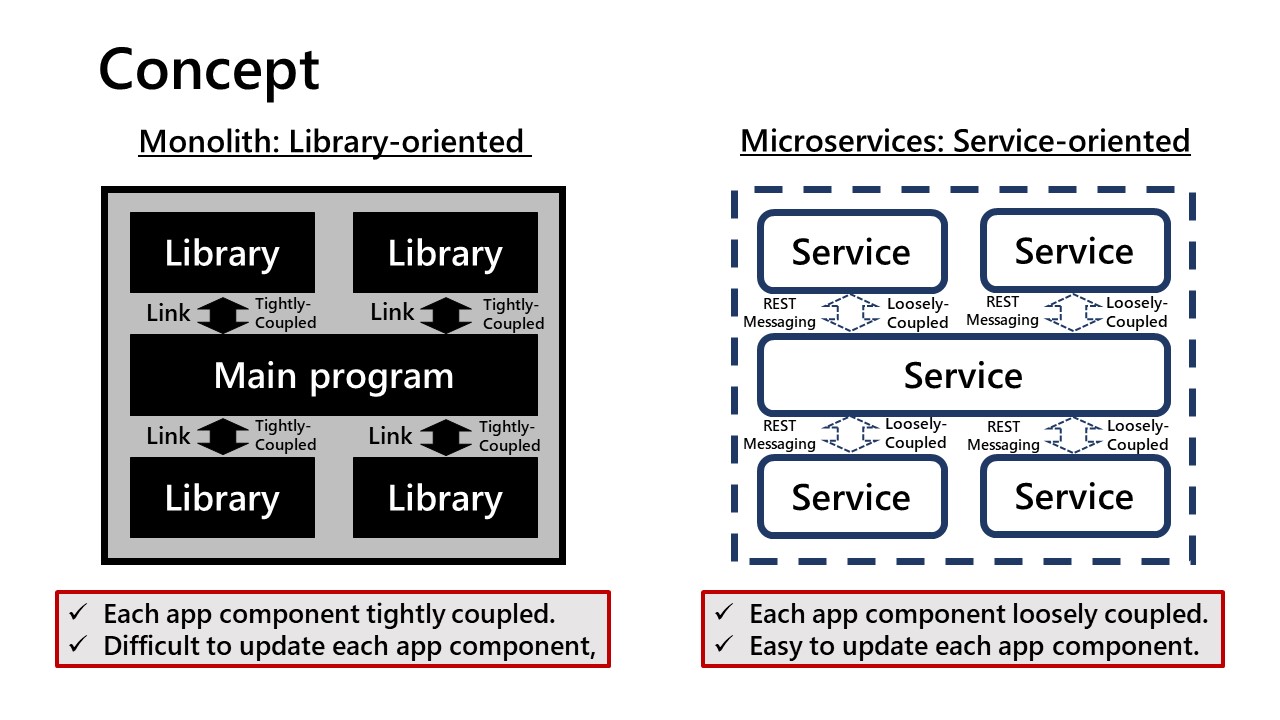 Concept
Monolith: Library-oriented
Library
Library
Link
Tightly-
Coupled
Link
Tightly-
Coupled
Main program
Link
Tightly-
Coupled
Link
Tightly-
Coupled
Library
Library
✓ Each app component tightly coupled.
✓ Difficult to update each app component,
Microservices: Service-oriented
Service
Service
REST
Messaging
Loosely-
Coupled
REST
Messaging
Loosely-
Coupled
Service
REST
Messaging
Loosely-
Coupled
REST
Messaging
Loosely-
Coupled
Service
Service
✓ Each app component loosely coupled.
✓ Easy to update each app component.